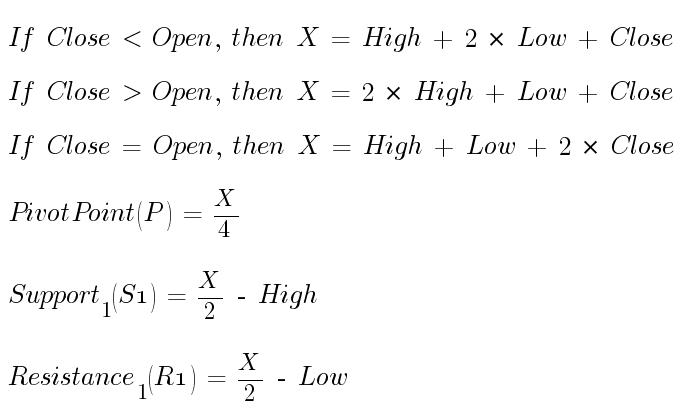 If Close < Open, then X = High + 2 × Low + Close
If Close > Open, then X = 2 × High + Low + Close
If Close = Open, then X = High + Low + 2 × Close
PivotPoint(P) = X/4
Support₁(S1) = X/2 - High
Resistance₁(R1) = X/2 - Low